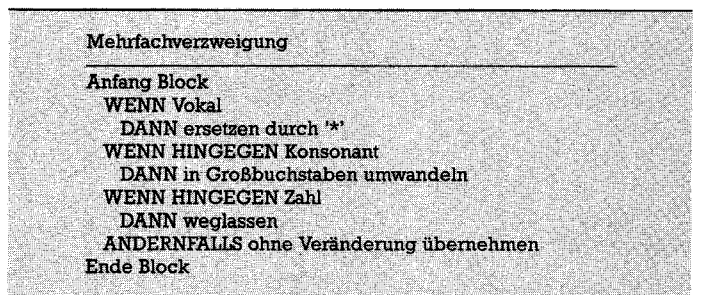 Mehrfachverzweigung
Anfang Block
WENN Vokal
DANN ersetzen durch '*'
WENN HINGEGEN Konsonant
DANN in Großbuchstaben umwandeln
WENN HINGEGEN Zahl
DANN weglassen
ANDERNFALLS ohne Veränderung übernehmen
Ende Block